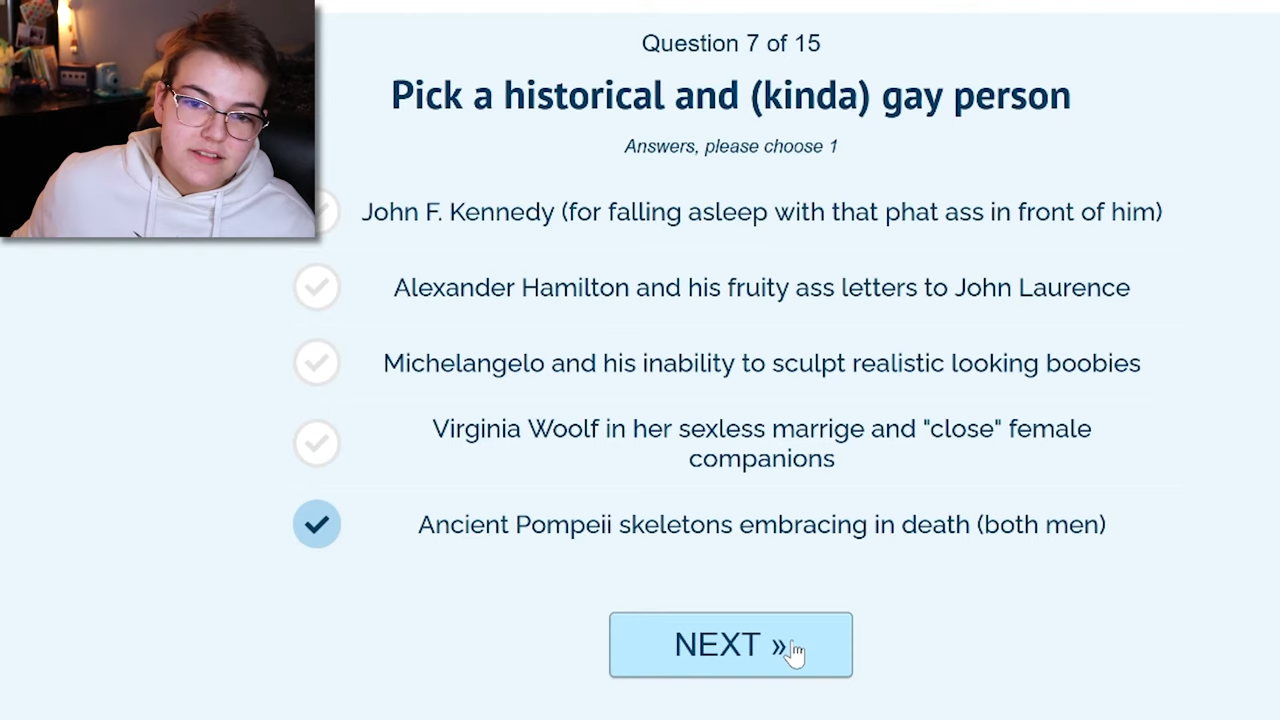 Question 7 of 15
Pick a historical and (kinda) gay person
Answers, please choose 1
John F. Kennedy (for falling asleep with that phat ass in front of him)
Alexander Hamilton and his fruity ass letters to John Laurence
Michelangelo and his inability to sculpt realistic looking boobies
Virginia Woolf in her sexless marrige and "close" female
companions
Ancient Pompeii skeletons embracing in death (both men)
NEXT »